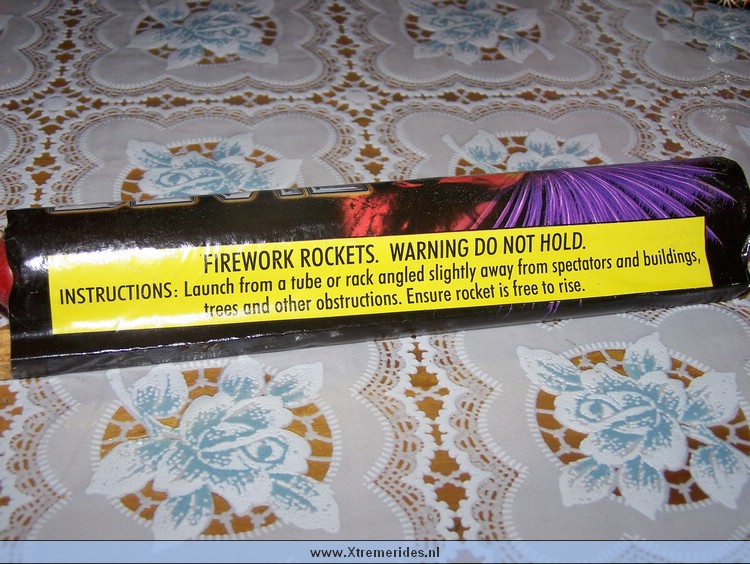 FIREWORK ROCKETS. WARNING DO NOT HOLD.
INSTRUCTIONS: Launch from a tube or rack angled slightly away from spectators and buildings,
trees and other obstructions. Ensure rocket is free to rise.
www.Xtremerides.nl